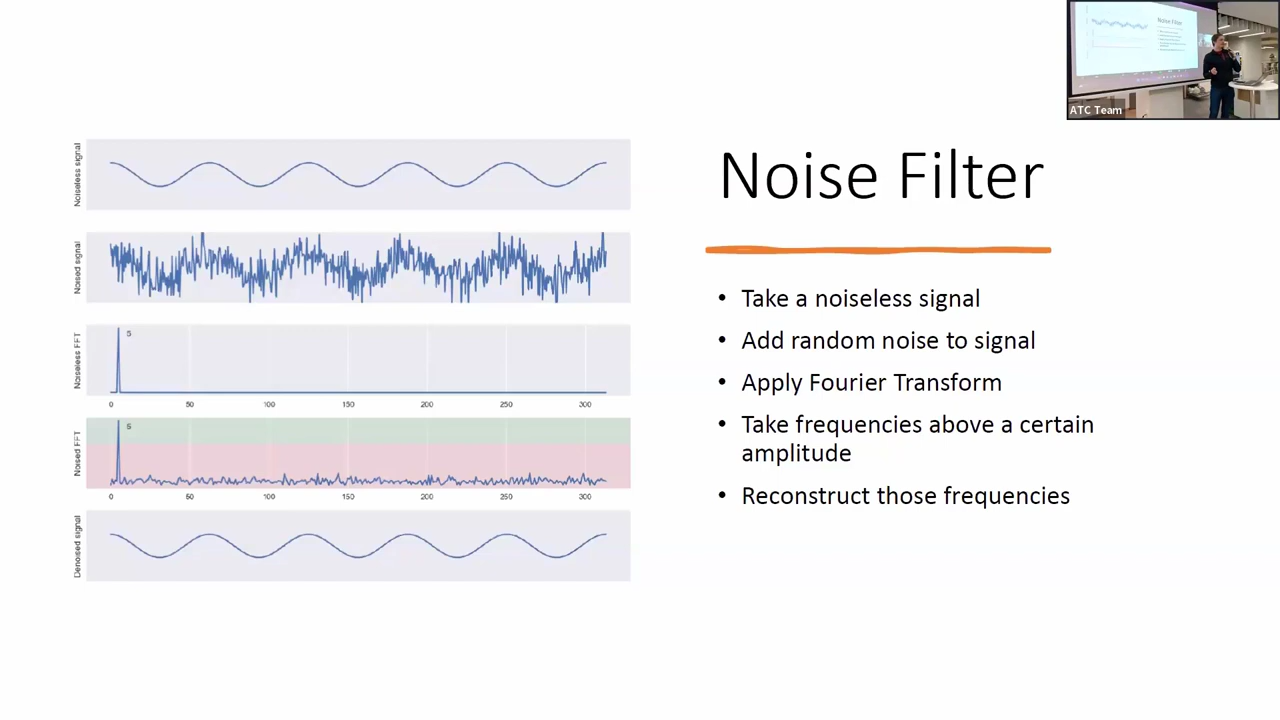 ATC Team
Noise Filter
Noise Filter
• Take a noiseless signal
• Add random noise to signal
• Apply Fourier Transform
• Take frequencies above a certain
amplitude
• Reconstruct those frequencies
Noiseless signal
Noised signal
Noiseless FFT
5
0 50 100 150 200 250 300
Noised FFT
5
0 50 100 150 200 250 300
Denoised signal